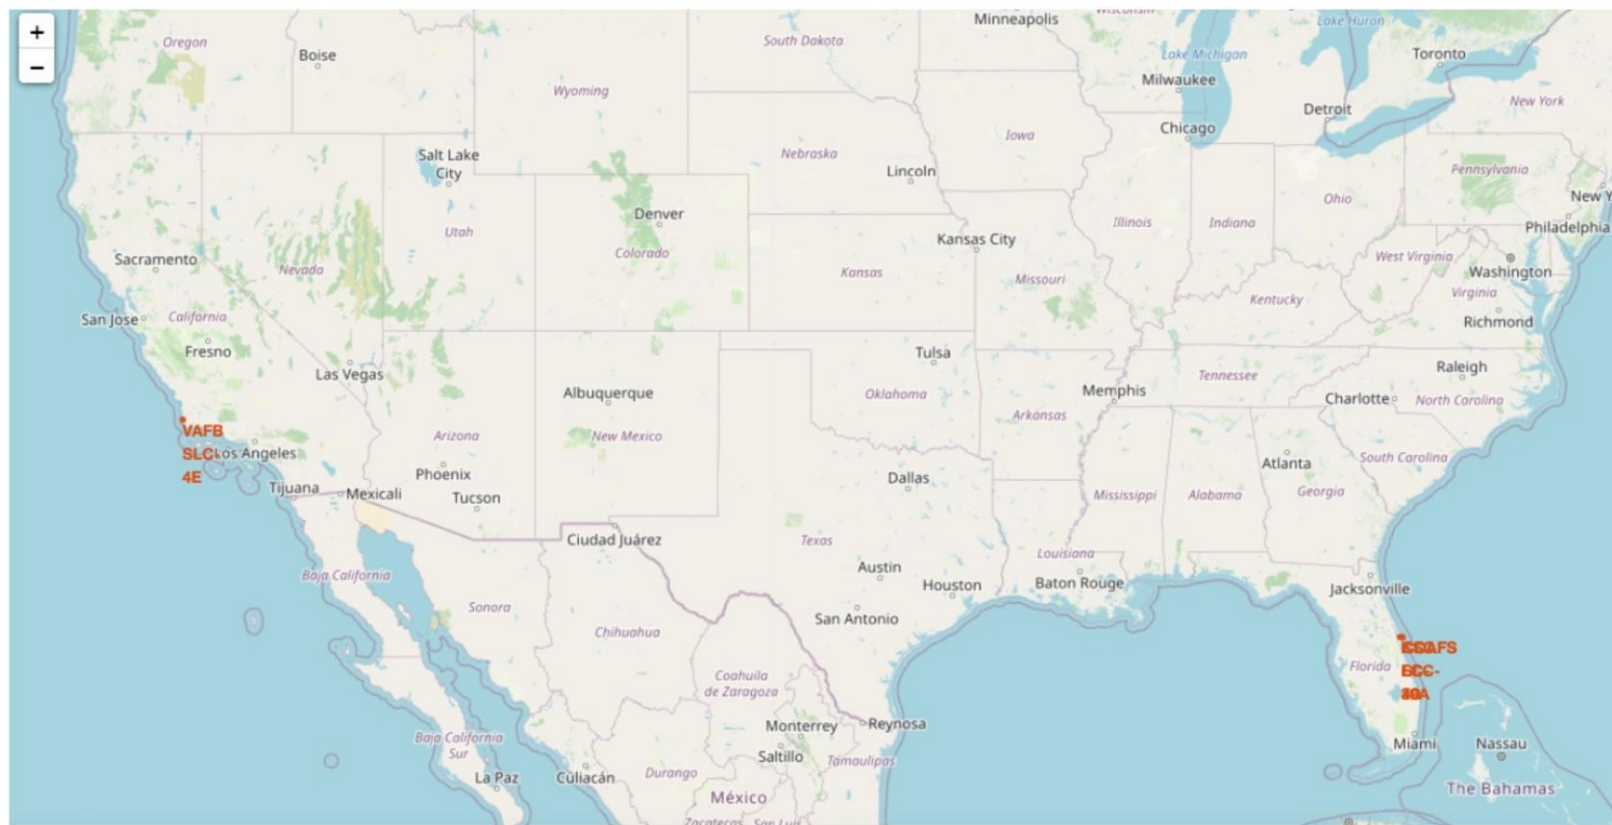 +
−
Oregon
Boise
Wyoming
South Dakota
Minneapolis
Wisconsin
Lake Michigan
Lake Huron
Toronto
Milwaukee
Detroit
New York
Chicago
Iowa
Nebraska
Lincoln
Salt Lake
City
Pennsylvania
Ohio
New Y
Philadelphia
Illinois
Indiana
Denver
Utah
Colorado
Kansas City
Kansas
Missouri
West Virginia
Washington
Virginia
Kentucky
Richmond
Sacramento
Nevada
San Jose
California
Fresno
Las Vegas
Tulsa
Raleigh
Tennessee
Albuquerque
Oklahoma
Memphis
Charlotte
North Carolina
Arkansas
VAFB
SLC-
4E
Los Angeles
Arizona
New Mexico
South Carolina
Atlanta
Phoenix
Dallas
Tijuana
Mexicali
Tucson
Mississippi
Alabama
Georgia
Ciudad Juárez
Texas
Louisiana
Austin
Houston
Baton Rouge
Jacksonville
Baja California
Sonora
San Antonio
Chihuahua
Florida
Coahuila
de Zaragoza
Monterrey
Reynosa
Baja California
Sur
Saltillo
Tamaulipas
Miami
Nassau
La Paz
Culiacán
Durango
México
The Bahamas
Zacatecas
San Luis